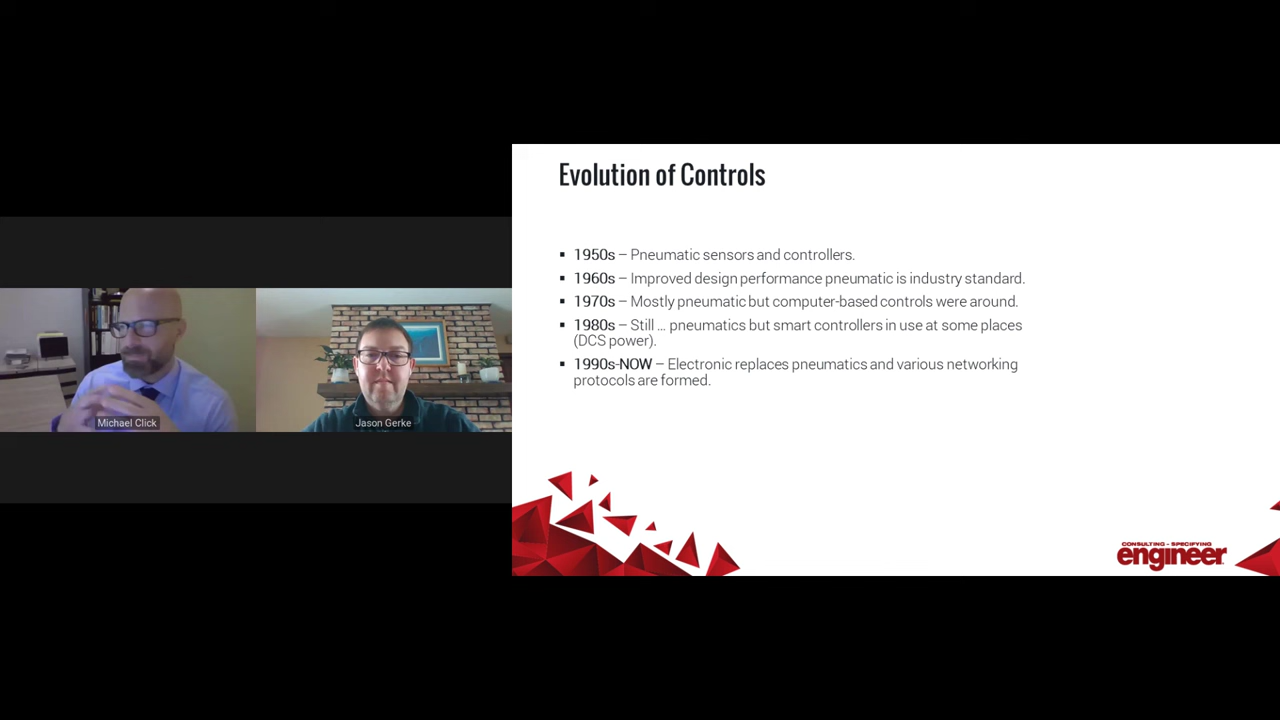 Evolution of Controls
▪ 1950s – Pneumatic sensors and controllers.
▪ 1960s – Improved design performance pneumatic is industry standard.
▪ 1970s – Mostly pneumatic but computer-based controls were around.
▪ 1980s – Still ... pneumatics but smart controllers in use at some places
(DCS power).
▪ 1990s-NOW – Electronic replaces pneumatics and various networking
protocols are formed.
Michael Click
Jason Gerke
CONSULTING - SPECIFYING
engineer